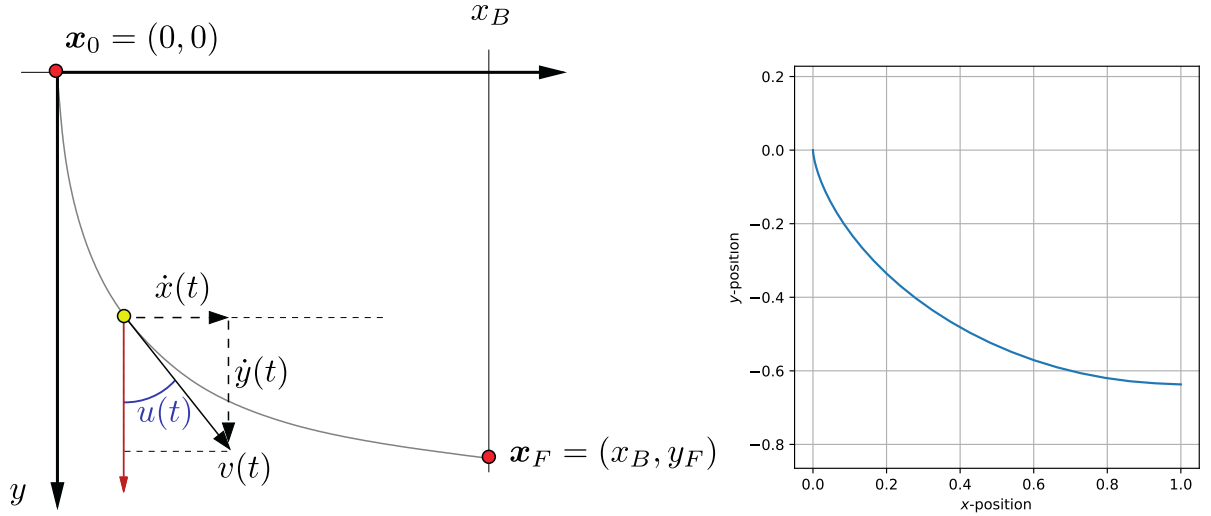 x_B
𝒙₀ = (0, 0)
ẋ(t)
ẏ(t)
u(t)
v(t)
𝒙_F = (x_B, y_F)
y
0.2
0.0
−0.2
−0.4
−0.6
−0.8
y-position
0.0 0.2 0.4 0.6 0.8 1.0
x-position